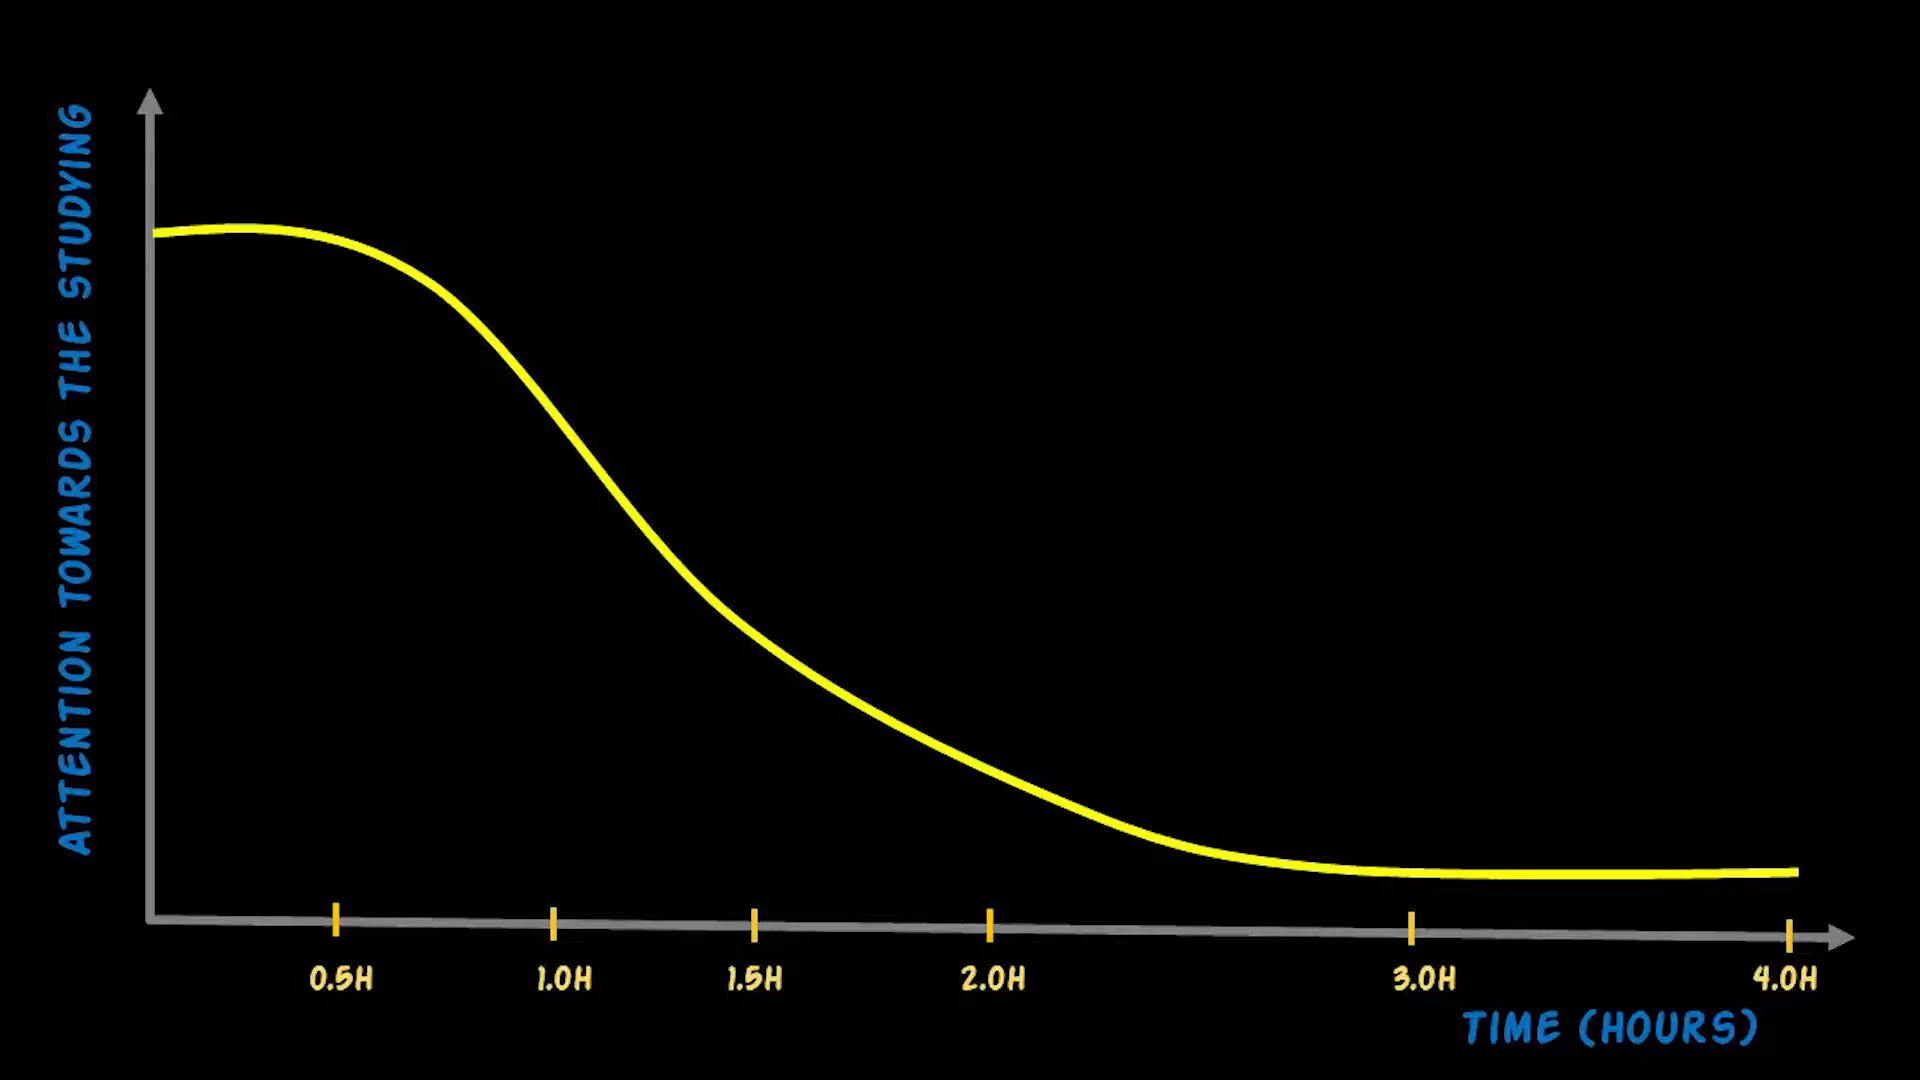 ATTENTION TOWARDS THE STUDYING
0.5H 1.0H 1.5H 2.0H 3.0H 4.0H
TIME (HOURS)